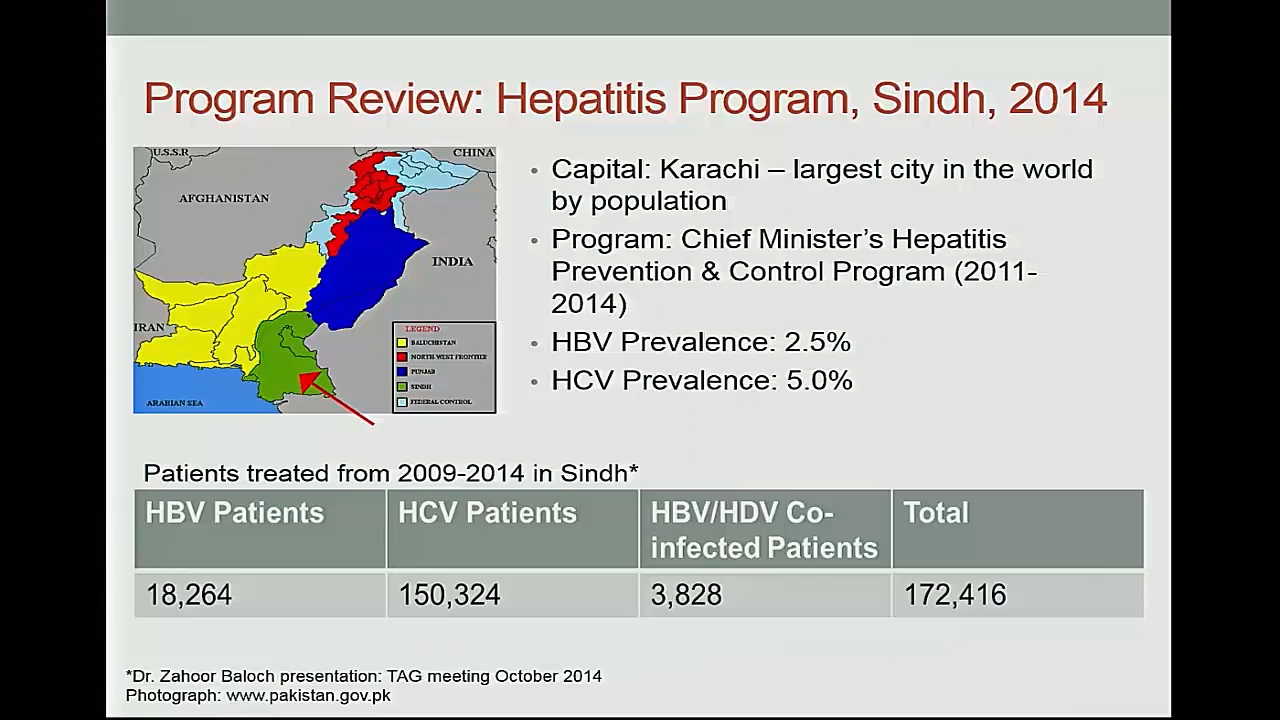 Program Review: Hepatitis Program, Sindh, 2014
U.S.S.R
CHINA
AFGHANISTAN
INDIA
IRAN
ARABIAN SEA
LEGEND
BALUCHISTAN
NORTH-WEST FRONTIER
PUNJAB
SINDH
FEDERAL CONTROL
• Capital: Karachi – largest city in the world
by population
• Program: Chief Minister’s Hepatitis
Prevention & Control Program (2011-
2014)
• HBV Prevalence: 2.5%
• HCV Prevalence: 5.0%
Patients treated from 2009-2014 in Sindh*
HBV Patients HCV Patients HBV/HDV Co- Total
infected Patients
18,264 150,324 3,828 172,416
*Dr. Zahoor Baloch presentation: TAG meeting October 2014
Photograph: www.pakistan.gov.pk